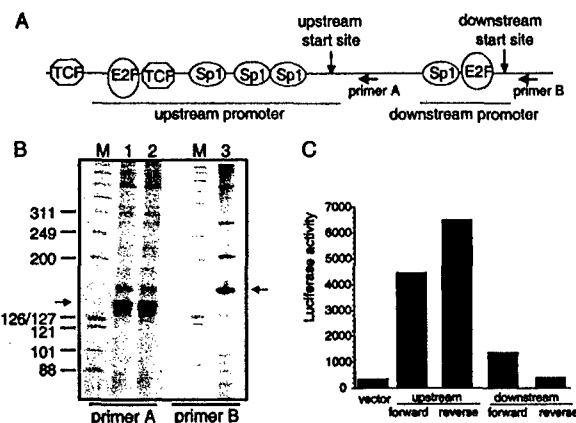 A
upstream start site
downstream start site
TCF E2F TCF Sp1 Sp1 Sp1 Sp1 E2F
primer A primer B
upstream promoter downstream promoter
B
M 1 2 M 3
311
249
200
126/127
121
101
88
primer A primer B
C
Luciferase activity
7000
6000
5000
4000
3000
2000
1000
0
vector upstream downstream
forward reverse forward reverse